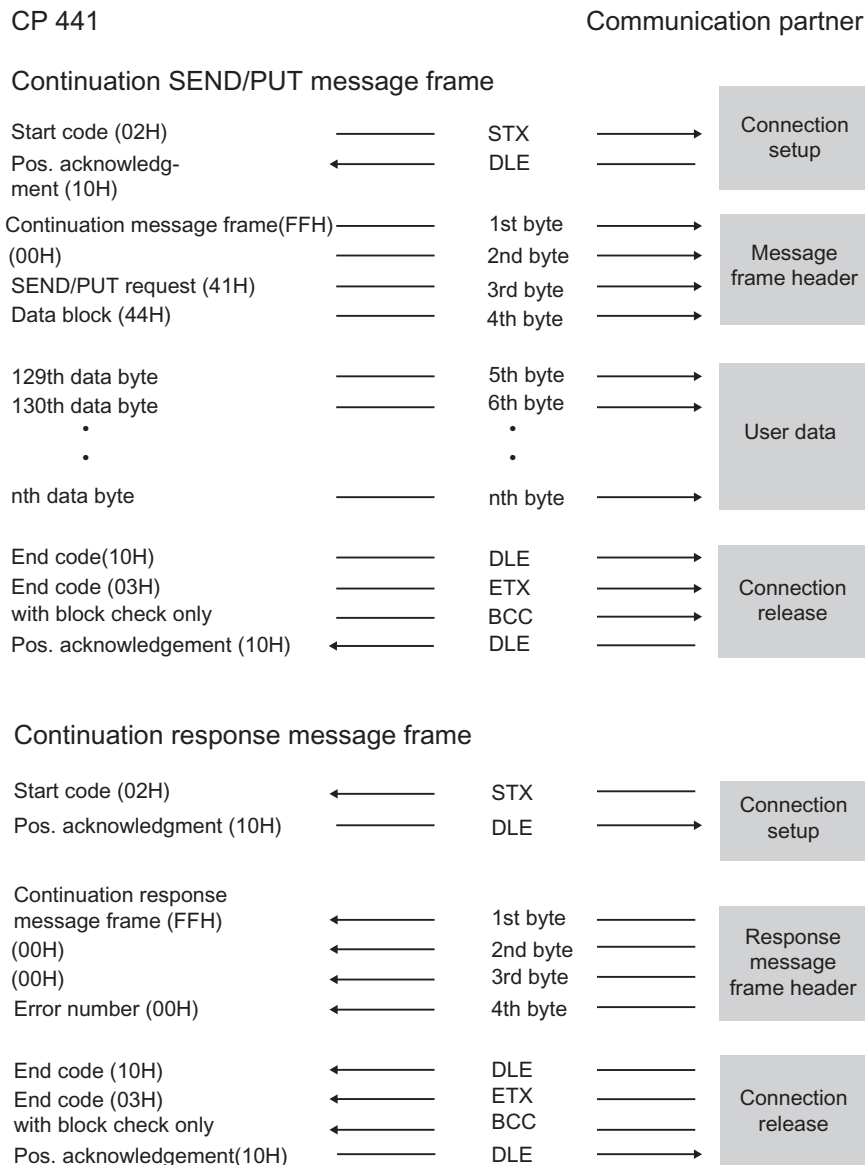 CP 441 Communication partner
Continuation SEND/PUT message frame
Start code (02H) STX Connection
setup
Pos. acknowledg- DLE
ment (10H)
Continuation message frame(FFH) 1st byte
(00H) 2nd byte Message
frame header
SEND/PUT request (41H) 3rd byte
Data block (44H) 4th byte
129th data byte 5th byte
130th data byte 6th byte
• •
User data
• •
nth data byte nth byte
End code(10H) DLE
End code (03H) ETX Connection
release
with block check only BCC
Pos. acknowledgement (10H) DLE
Continuation response message frame
Start code (02H) STX Connection
setup
Pos. acknowledgment (10H) DLE
Continuation response
message frame (FFH) 1st byte
(00H) 2nd byte Response
message
frame header
(00H) 3rd byte
Error number (00H) 4th byte
End code (10H) DLE
End code (03H) ETX Connection
release
with block check only BCC
Pos. acknowledgement(10H) DLE